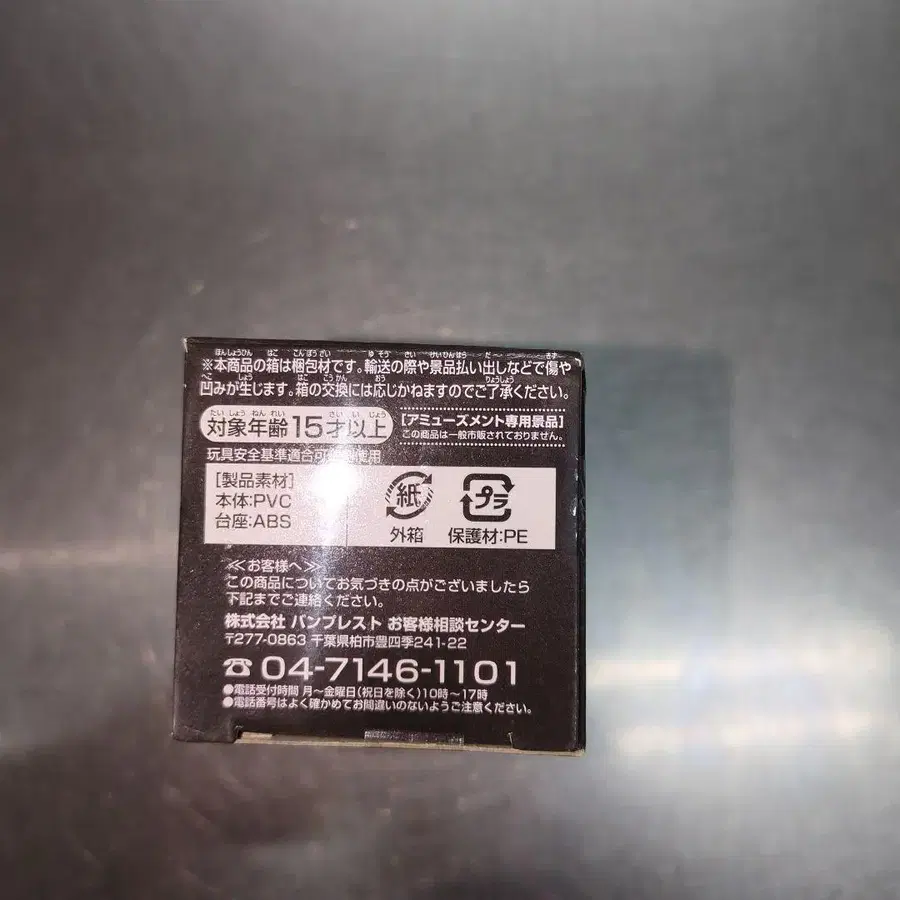 ※本商品の箱は梱包材です。輸送の際や景品払い出しなどで傷や
凹みが生じます。箱の交換には応じかねますのでご了承ください。
対象年齢15才以上
【アミューズメント専用景品】
この商品は一般市販されておりません。
玩具安全基準適合可 使用
[製品素材]
本体:PVC
台座:ABS
紙
外箱
プラ
保護材:PE
≪お客様へ≫
この商品についてお気づきの点がございましたら
下記までご連絡ください。
株式会社 バンプレスト お客様相談センター
〒277-0863 千葉県柏市豊四季241-22
☎04-7146-1101
●電話受付時間 月〜金曜日(祝日を除く)10時〜17時
●電話番号はよく確かめてお間違いのないようご注意ください。